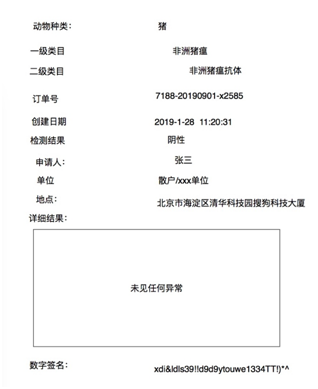 动物种类： 猪
一级类目 非洲猪瘟
二级类目 非洲猪瘟抗体
订单号 7188-20190901-x2585
创建日期 2019-1-28 11:20:31
检测结果 阴性
申请人： 张三
单位 散户/xxx单位
地点： 北京市海淀区清华科技园搜狗科技大厦
详细结果：
未见任何异常
数字签名： xdi&ldls39!!d9d9ytouwe1334TT!)*^